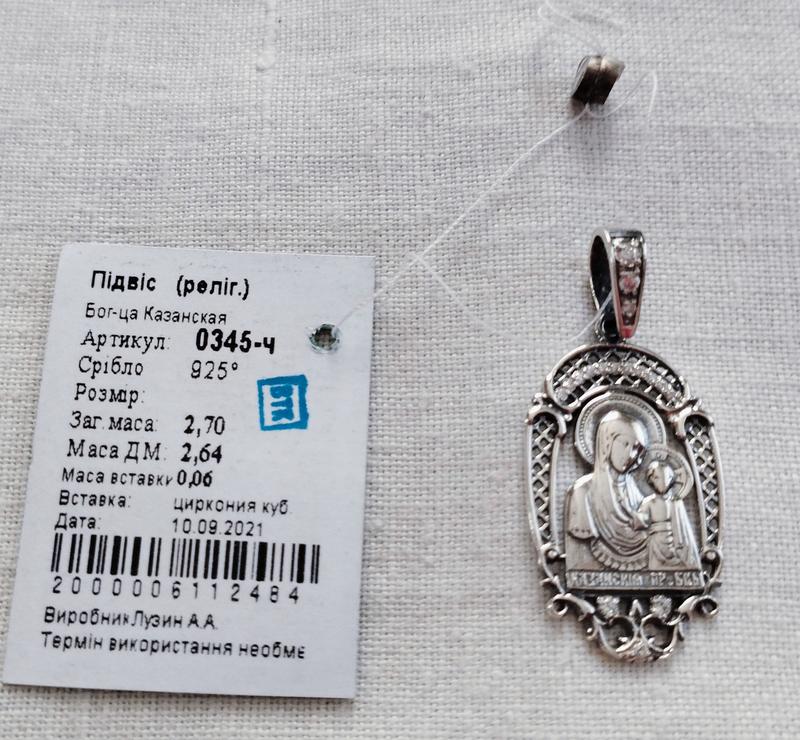 Підвіс (реліг.)
Бог-ца Казанская
Артикул: 0345-ч
Срібло 925°
Розмір:
Заг.маса: 2,70
Маса ДМ: 2,64
Маса вставки 0,06
Вставка: циркония куб.
Дата: 10.09.2021
ВТК
2000006112484
Виробник Лузин А.А.
Термін використання необме